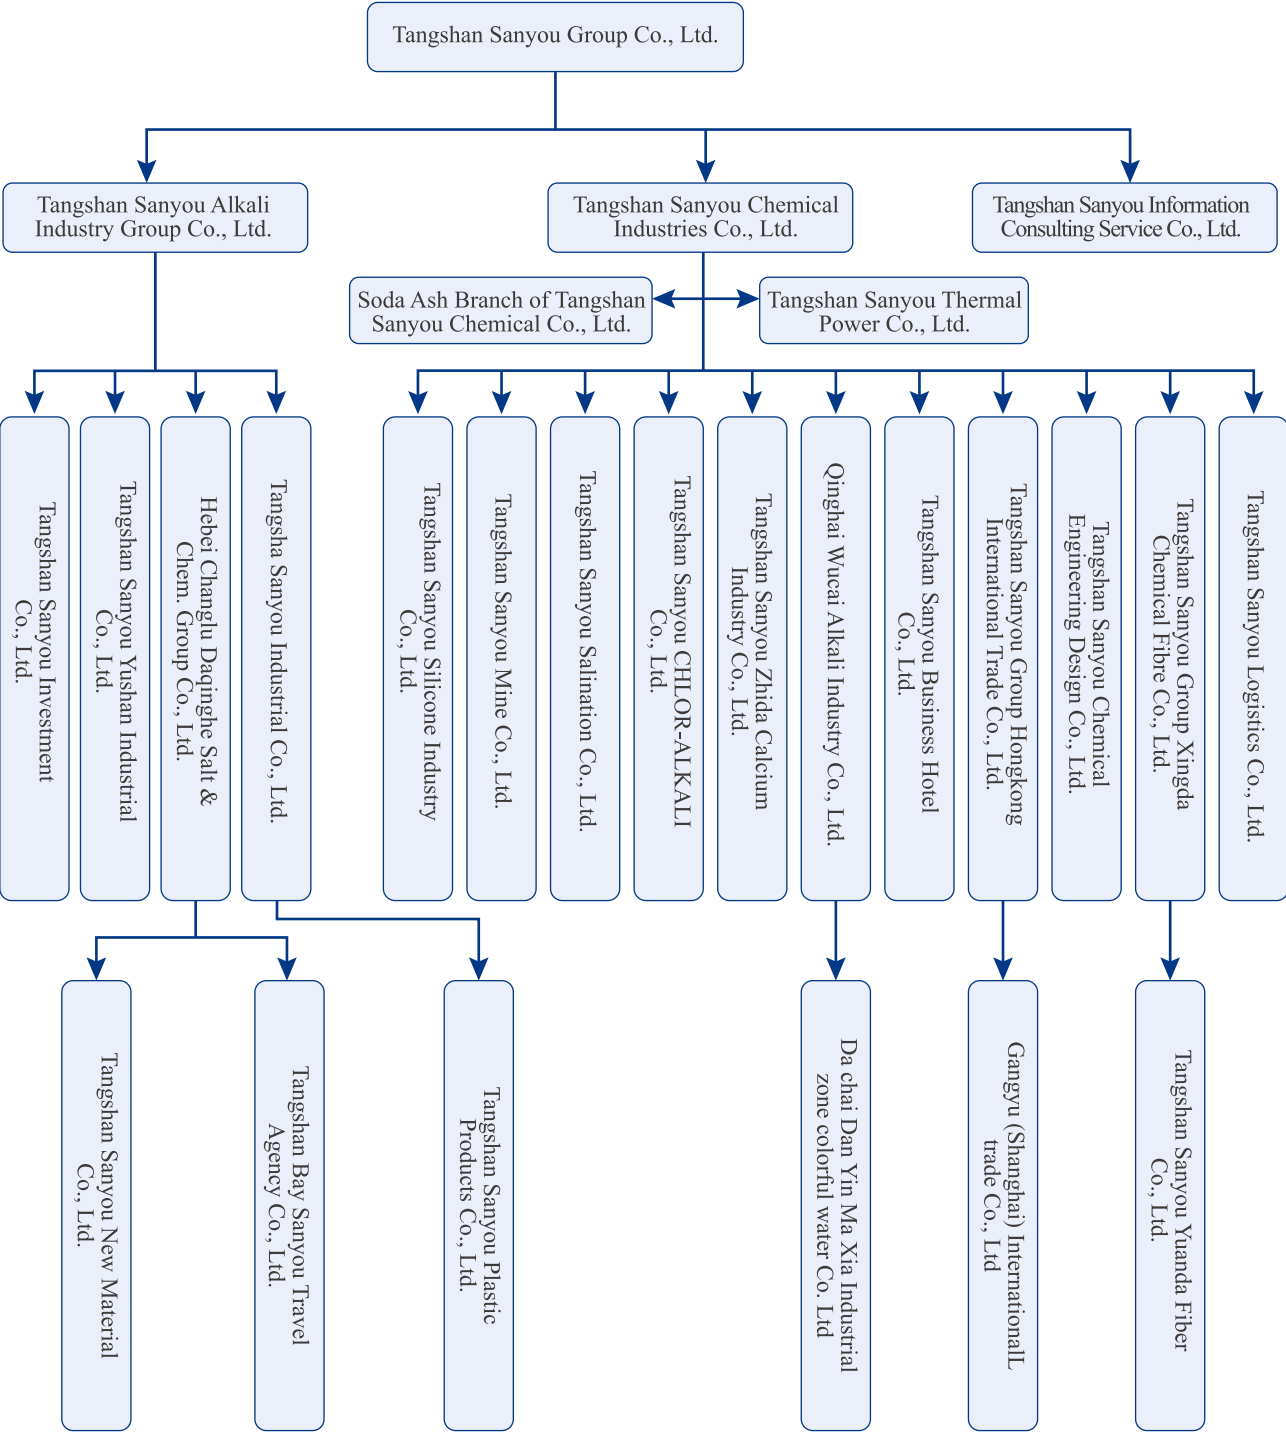 Tangshan Sanyou Group Co., Ltd.
Tangshan Sanyou Alkali
Industry Group Co., Ltd.
Tangshan Sanyou Chemical
Industries Co., Ltd.
Tangshan Sanyou Information
Consulting Service Co., Ltd.
Soda Ash Branch of Tangshan
Sanyou Chemical Co., Ltd.
Tangshan Sanyou Thermal
Power Co., Ltd.
Tangshan Sanyou Investment
Co., Ltd.
Tangshan Sanyou Yushan Industrial
Co., Ltd.
Hebei Changlu Daqinghe Salt &
Chem. Group Co., Ltd.
Tangsha Sanyou Industrial Co., Ltd.
Tangshan Sanyou Silicone Industry
Co., Ltd.
Tangshan Sanyou Mine Co., Ltd.
Tangshan Sanyou Salination Co., Ltd.
Tangshan Sanyou CHLOR-ALKALI
Co., Ltd.
Tangshan Sanyou Zhida Calcium
Industry Co., Ltd.
Qinghai Wucai Alkali Industry Co., Ltd.
Tangshan Sanyou Business Hotel
Co., Ltd.
Tangshan Sanyou Group Hongkong
International Trade Co., Ltd.
Tangshan Sanyou Chemical
Engineering Design Co., Ltd.
Tangshan Sanyou Group Xingda
Chemical Fibre Co., Ltd.
Tangshan Sanyou Logistics Co., Ltd.
Tangshan Sanyou New Material
Co., Ltd.
Tangshan Bay Sanyou Travel
Agency Co., Ltd.
Tangshan Sanyou Plastic
Products Co., Ltd.
Da chai Dan Yin Ma Xia Industrial
zone colorful water Co. Ltd
Gangyu (Shanghai) InternationalL
trade Co., Ltd
Tangshan Sanyou Yuanda Fiber
Co., Ltd.